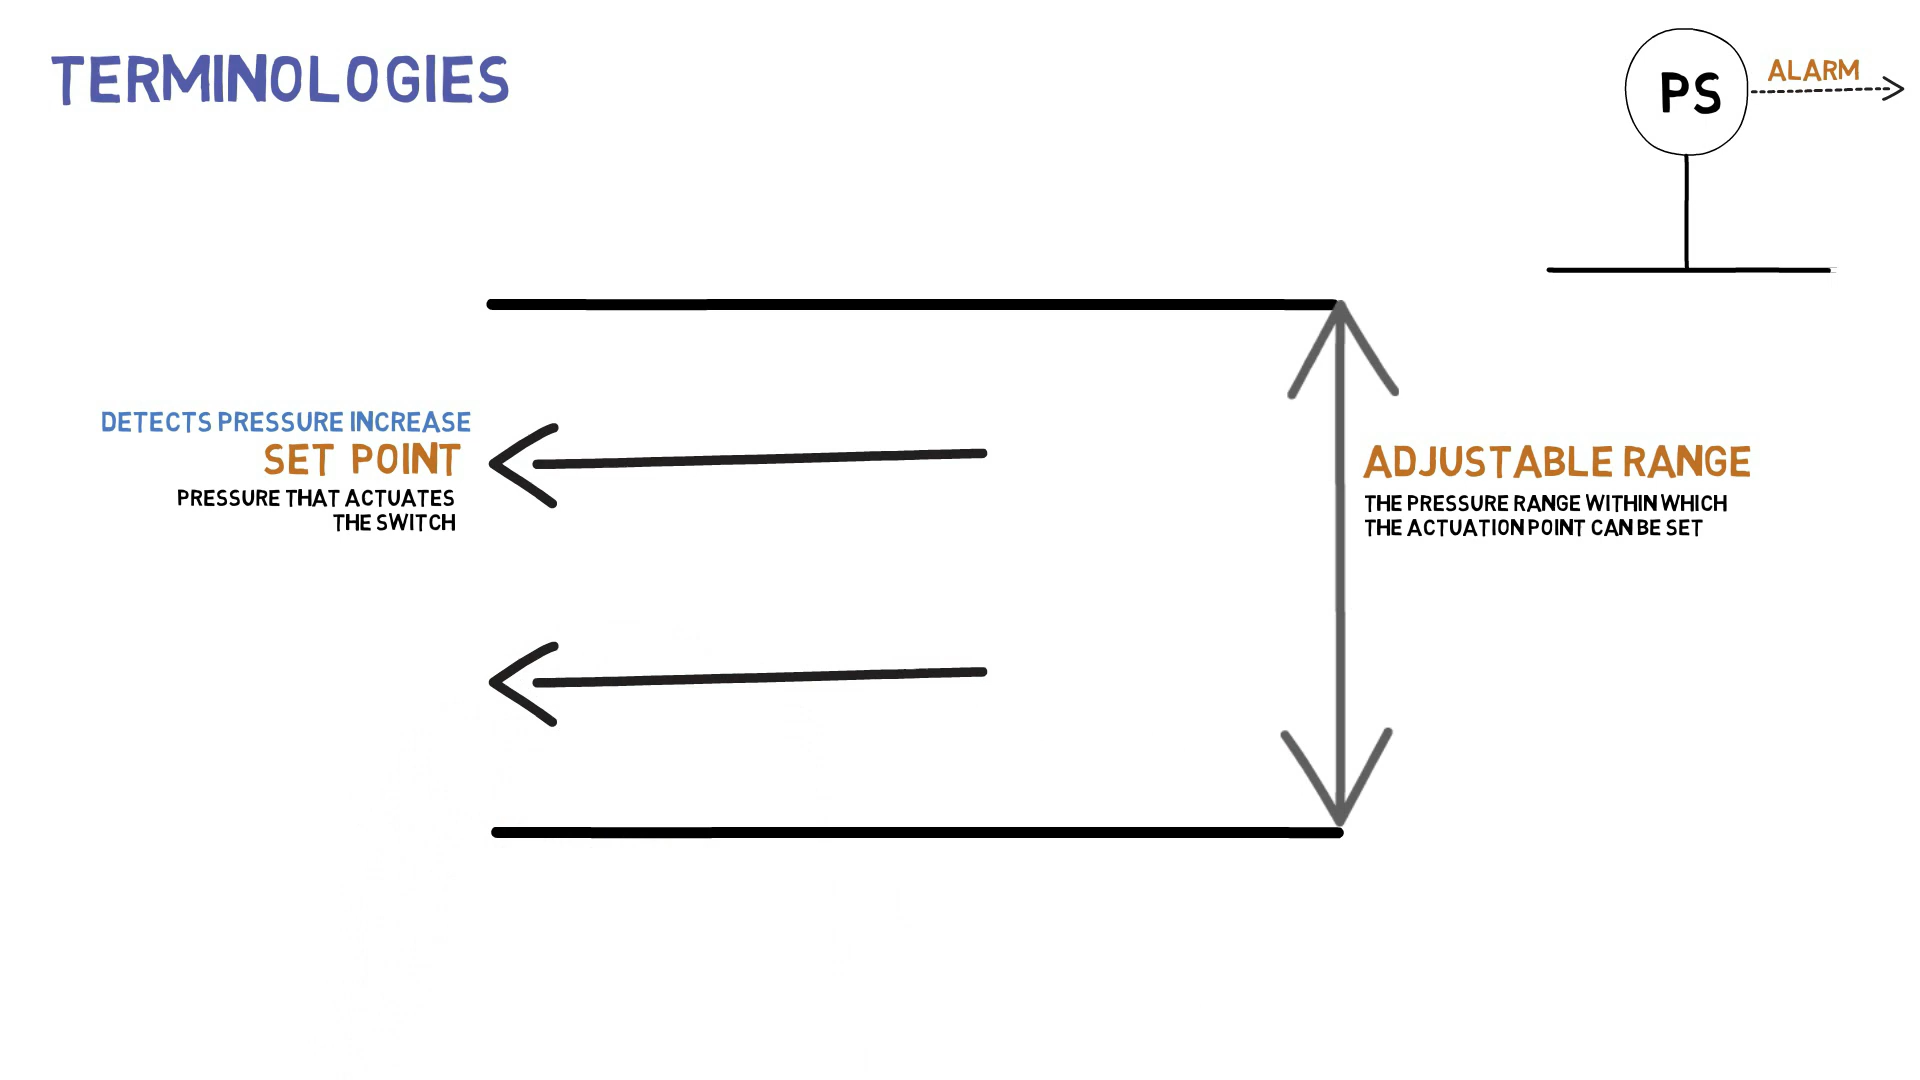 TERMINOLOGIES
PS
ALARM
DETECTS PRESSURE INCREASE
SET POINT
PRESSURE THAT ACTUATES
THE SWITCH
ADJUSTABLE RANGE
THE PRESSURE RANGE WITHIN WHICH
THE ACTUATION POINT CAN BE SET